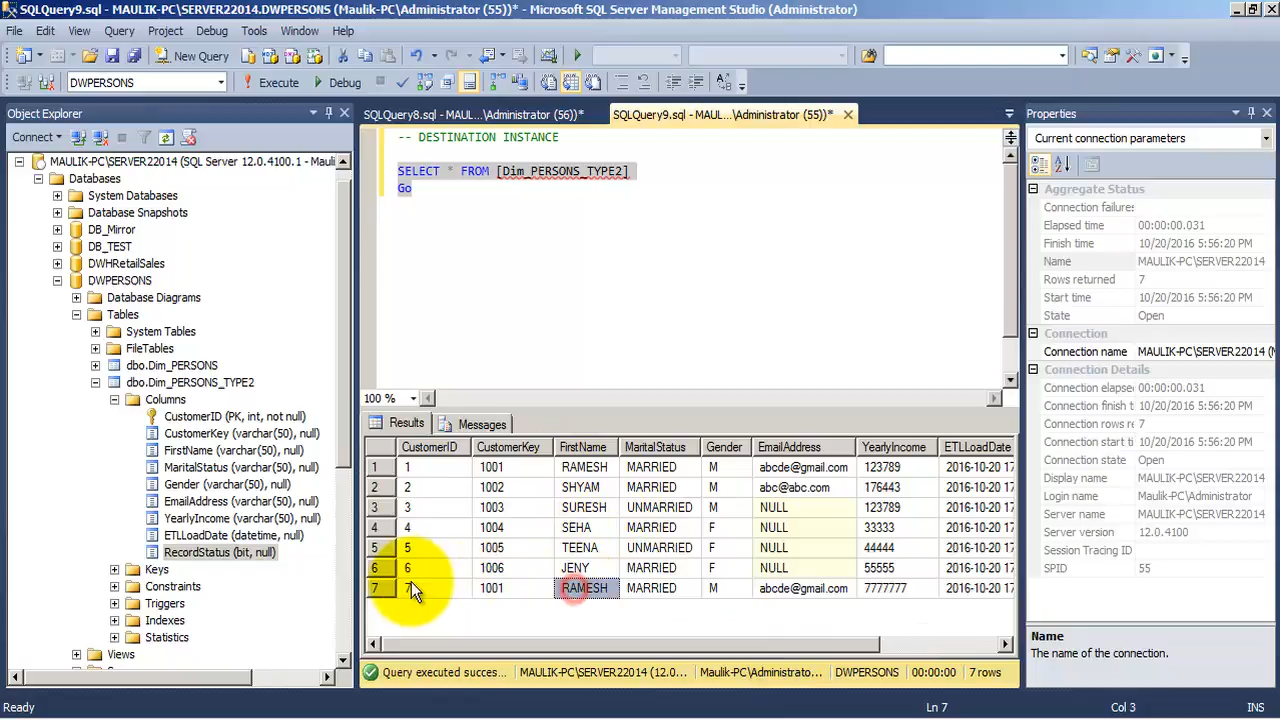 SQLQuery9.sql - MAULIK-PC\SERVER22014.DWPERSONS (Maulik-PC\Administrator (55))* - Microsoft SQL Server Management Studio (Administrator)
File Edit View Query Project Debug Tools Window Help
New Query
DWPERSONS Execute Debug
Object Explorer
Connect
MAULIK-PC\SERVER22014 (SQL Server 12.0.4100.1 - Mauli
Databases
System Databases
Database Snapshots
DB_Mirror
DB_TEST
DWHRetailSales
DWPERSONS
Database Diagrams
Tables
System Tables
FileTables
dbo.Dim_PERSONS
dbo.Dim_PERSONS_TYPE2
Columns
CustomerID (PK, int, not null)
CustomerKey (varchar(50), null)
FirstName (varchar(50), null)
MaritalStatus (varchar(50), null)
Gender (varchar(50), null)
EmailAddress (varchar(50), null)
YearlyIncome (varchar(50), null)
ETLLoadDate (datetime, null)
RecordStatus (bit, null)
Keys
Constraints
Triggers
Indexes
Statistics
Views
SQLQuery8.sql - MAUL...\Administrator (56))* SQLQuery9.sql - MAUL...\Administrator (55))*
-- DESTINATION INSTANCE
SELECT * FROM [Dim_PERSONS_TYPE2]
Go
100 %
Results Messages
CustomerID CustomerKey FirstName MaritalStatus Gender EmailAddress YearlyIncome ETLLoadDate
1 1 1001 RAMESH MARRIED M abcde@gmail.com 123789 2016-10-20 17
2 2 1002 SHYAM MARRIED M abc@abc.com 176443 2016-10-20 17
3 3 1003 SURESH UNMARRIED M NULL 123789 2016-10-20 17
4 4 1004 SEHA MARRIED F NULL 33333 2016-10-20 17
5 5 1005 TEENA UNMARRIED F NULL 44444 2016-10-20 17
6 6 1006 JENY MARRIED F NULL 55555 2016-10-20 17
7 7 1001 RAMESH MARRIED M abcde@gmail.com 7777777 2016-10-20 17
Query executed succes... MAULIK-PC\SERVER22014 (12.0... Maulik-PC\Administrato... DWPERSONS 00:00:00 7 rows
Properties
Current connection parameters
Aggregate Status
Connection failures
Elapsed time 00:00:00.031
Finish time 10/20/2016 5:56:20 PM
Name MAULIK-PC\SERVER22014
Rows returned 7
Start time 10/20/2016 5:56:20 PM
State Open
Connection
Connection name MAULIK-PC\SERVER22014 (
Connection Details
Connection elapse 00:00:00.031
Connection finish t 10/20/2016 5:56:20 PM
Connection rows r 7
Connection start ti 10/20/2016 5:56:20 PM
Connection state Open
Display name MAULIK-PC\SERVER22014
Login name Maulik-PC\Administrator
Server name MAULIK-PC\SERVER22014
Server version 12.0.4100
Session Tracing ID
SPID 55
Name
The name of the connection.
Ready Ln 7 Col 3 INS